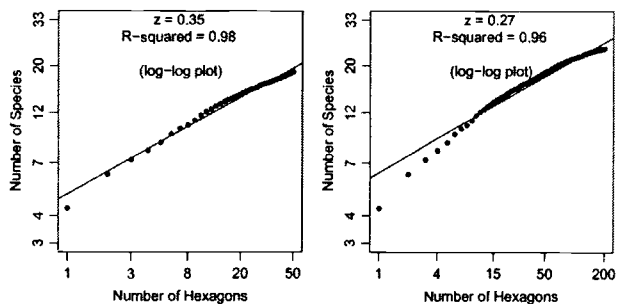 z = 0.35
R-squared = 0.98
(log-log plot)
33
20
12
7
4
3
Number of Species
1
3
8
20
50
Number of Hexagons
z = 0.27
R-squared = 0.96
(log-log plot)
33
20
12
7
4
3
Number of Species
1
4
15
50
200
Number of Hexagons